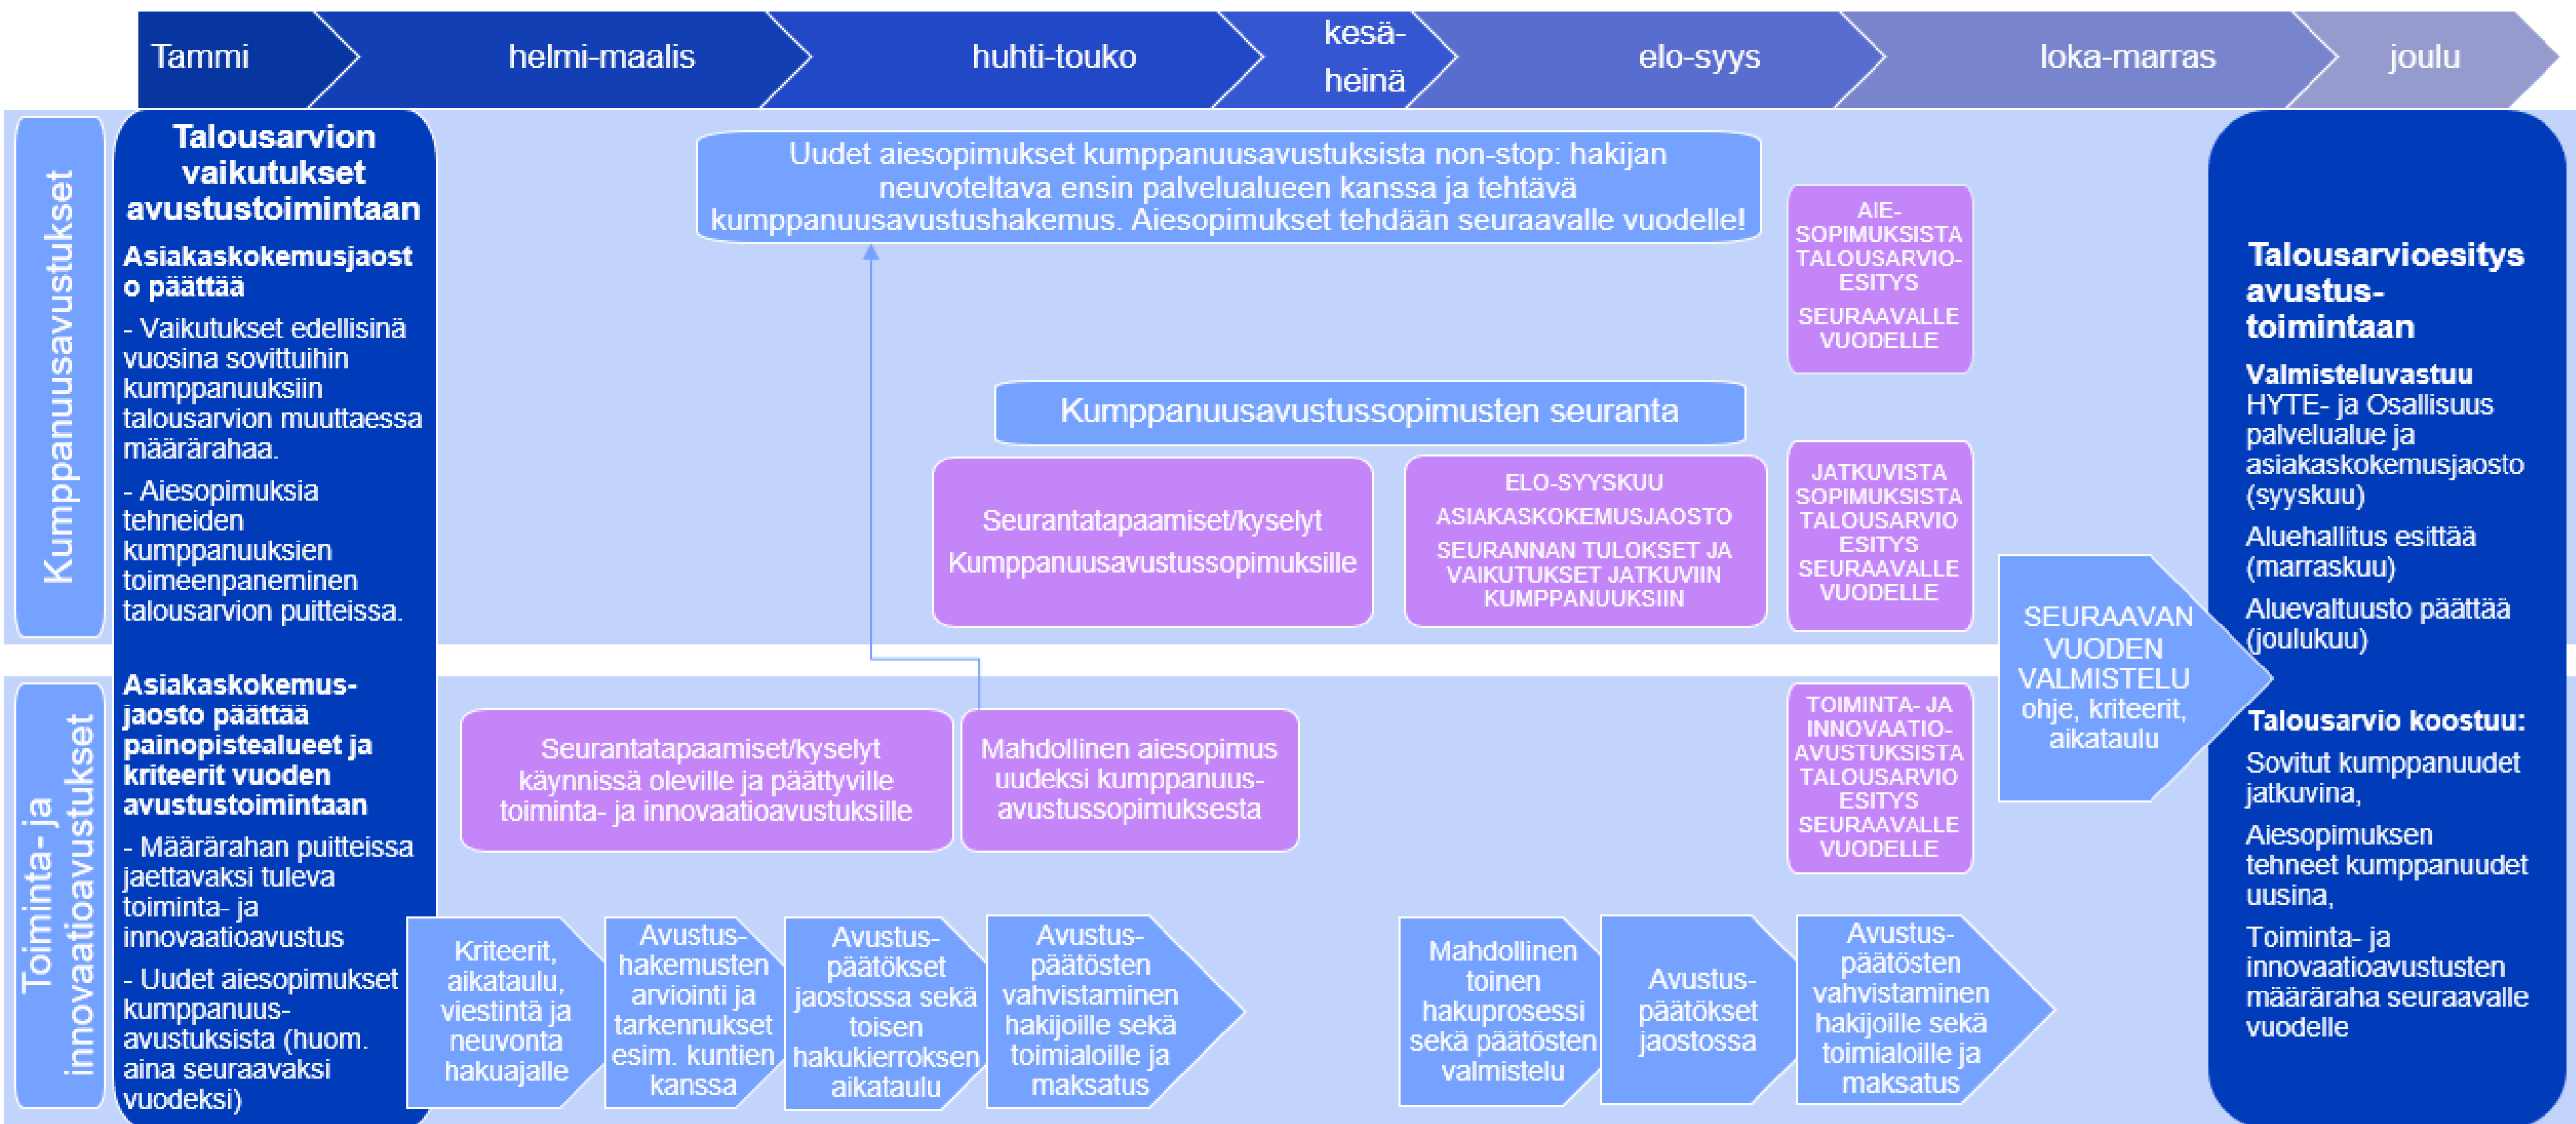 Tammi
helmi-maalis
huhti-touko
kesä-
heinä
elo-syys
loka-marras
joulu
Kumppanuusavustukset
Talousarvion
vaikutukset
avustustoimintaan
Asiakaskokemusjaost
o päättää
- Vaikutukset edellisinä
vuosina sovittuihin
kumppanuuksiin
talousarvion muuttaessa
määrärahaa.
- Aiesopimuksia
tehneiden
kumppanuuksien
toimeenpaneminen
talousarvion puitteissa.
Asiakaskokemus-
jaosto päättää
painopistealueet ja
kriteerit vuoden
avustustoimintaan
- Määrärahan puitteissa
jaettavaksi tuleva
toiminta- ja
innovaatioavustus
- Uudet aiesopimukset
kumppanuus-
avustuksista (huom.
aina seuraavaksi
vuodeksi)
Uudet aiesopimukset kumppanuusavustuksista non-stop: hakijan
neuvoteltava ensin palvelualueen kanssa ja tehtävä
kumppanuusavustushakemus. Aiesopimukset tehdään seuraavalle vuodelle!
AIE-
SOPIMUKSISTA
TALOUSARVIO-
ESITYS
SEURAAVALLE
VUODELLE
Kumppanuusavustussopimusten seuranta
Seurantatapaamiset/kyselyt
Kumppanuusavustussopimuksille
ELO-SYYSKUU
ASIAKASKOKEMUSJAOSTO
SEURANNAN TULOKSET JA
VAIKUTUKSET JATKUVIIN
KUMPPANUUKSIIN
JATKUVISTA
SOPIMUKSISTA
TALOUSARVIO
ESITYS
SEURAAVALLE
VUODELLE
SEURAAVAN
VUODEN
VALMISTELU
ohje, kriteerit,
aikataulu
Toiminta- ja
innovaatioavustukset
Seurantatapaamiset/kyselyt
käynnissä oleville ja päättyville
toiminta- ja innovaatioavustuksille
Mahdollinen aiesopimus
uudeksi kumppanuus-
avustussopimuksesta
TOIMINTA- JA
INNOVAATIO-
AVUSTUKSISTA
TALOUSARVIO
ESITYS
SEURAAVALLE
VUODELLE
Kriteerit,
aikataulu,
viestintä ja
neuvonta
hakuajalle
Avustus-
hakemusten
arviointi ja
tarkennukset
esim. kuntien
kanssa
Avustus-
päätökset
jaostossa sekä
toisen
hakukierroksen
aikataulu
Avustus-
päätösten
vahvistaminen
hakijoille sekä
toimialoille ja
maksatus
Mahdollinen
toinen
hakuprosessi
sekä päätösten
valmistelu
Avustus-
päätökset
jaostossa
Avustus-
päätösten
vahvistaminen
hakijoille sekä
toimialoille ja
maksatus
Talousarvioesitys
avustus-
toimintaan
Valmisteluvastuu
HYTE- ja Osallisuus
palvelualue ja
asiakaskokemusjaosto
(syyskuu)
Aluehallitus esittää
(marraskuu)
Aluevaltuusto päättää
(joulukuu)
Talousarvio koostuu:
Sovitut kumppanuudet
jatkuvina,
Aiesopimuksen
tehneet kumppanuudet
uusina,
Toiminta- ja
innovaatioavustusten
määräraha seuraavalle
vuodelle